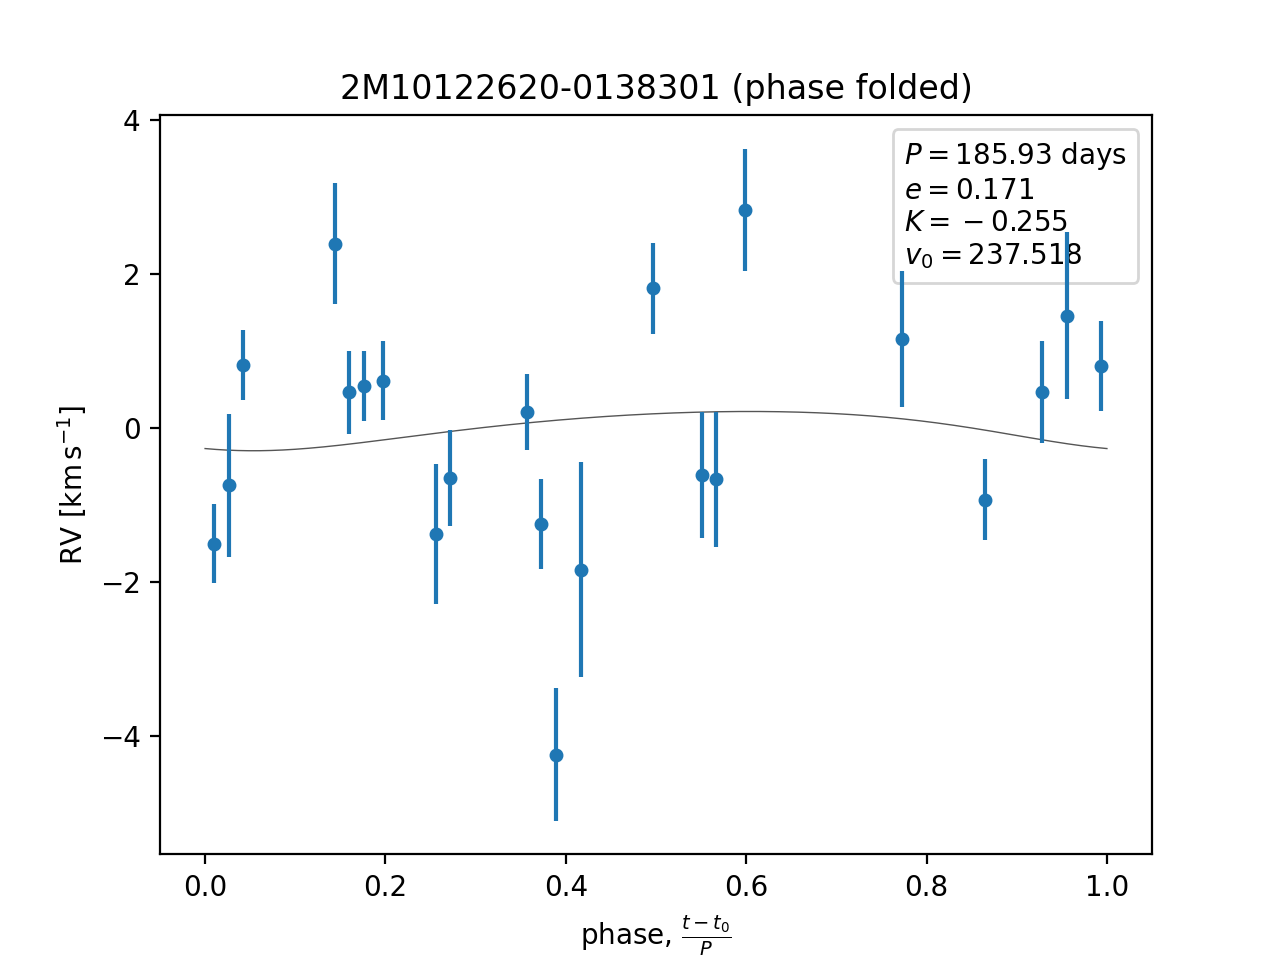 2M10122620-0138301 (phase folded)
P = 185.93 days
e = 0.171
K = −0.255
v₀ = 237.518
RV [km s⁻¹]
4
2
0
−2
−4
0.0 0.2 0.4 0.6 0.8 1.0
phase, (t − t₀)/P